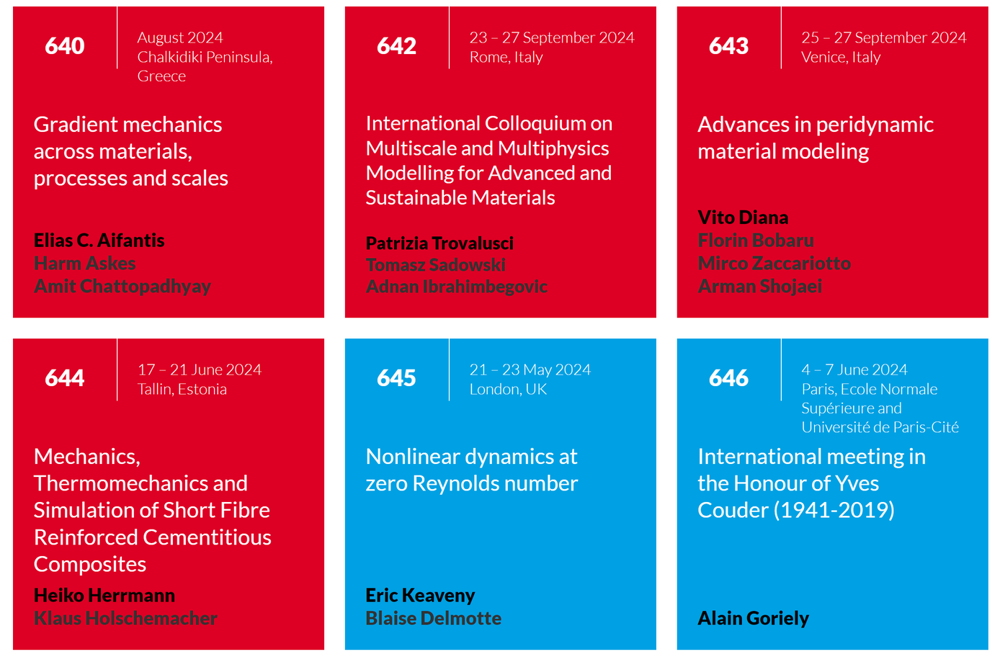 640
August 2024
Chalkidiki Peninsula,
Greece
Gradient mechanics
across materials,
processes and scales
Elias C. Aifantis
Harm Askes
Amit Chattopadhyay
642
23 – 27 September 2024
Rome, Italy
International Colloquium on
Multiscale and Multiphysics
Modelling for Advanced and
Sustainable Materials
Patrizia Trovalusci
Tomasz Sadowski
Adnan Ibrahimbegovic
643
25 – 27 September 2024
Venice, Italy
Advances in peridynamic
material modeling
Vito Diana
Florin Bobaru
Mirco Zaccariotto
Arman Shojaei
644
17 – 21 June 2024
Tallin, Estonia
Mechanics,
Thermomechanics and
Simulation of Short Fibre
Reinforced Cementitious
Composites
Heiko Herrmann
Klaus Holschemacher
645
21 – 23 May 2024
London, UK
Nonlinear dynamics at
zero Reynolds number
Eric Keaveny
Blaise Delmotte
646
4 – 7 June 2024
Paris, Ecole Normale
Supérieure and
Université de Paris-Cité
International meeting in
the Honour of Yves
Couder (1941-2019)
Alain Goriely